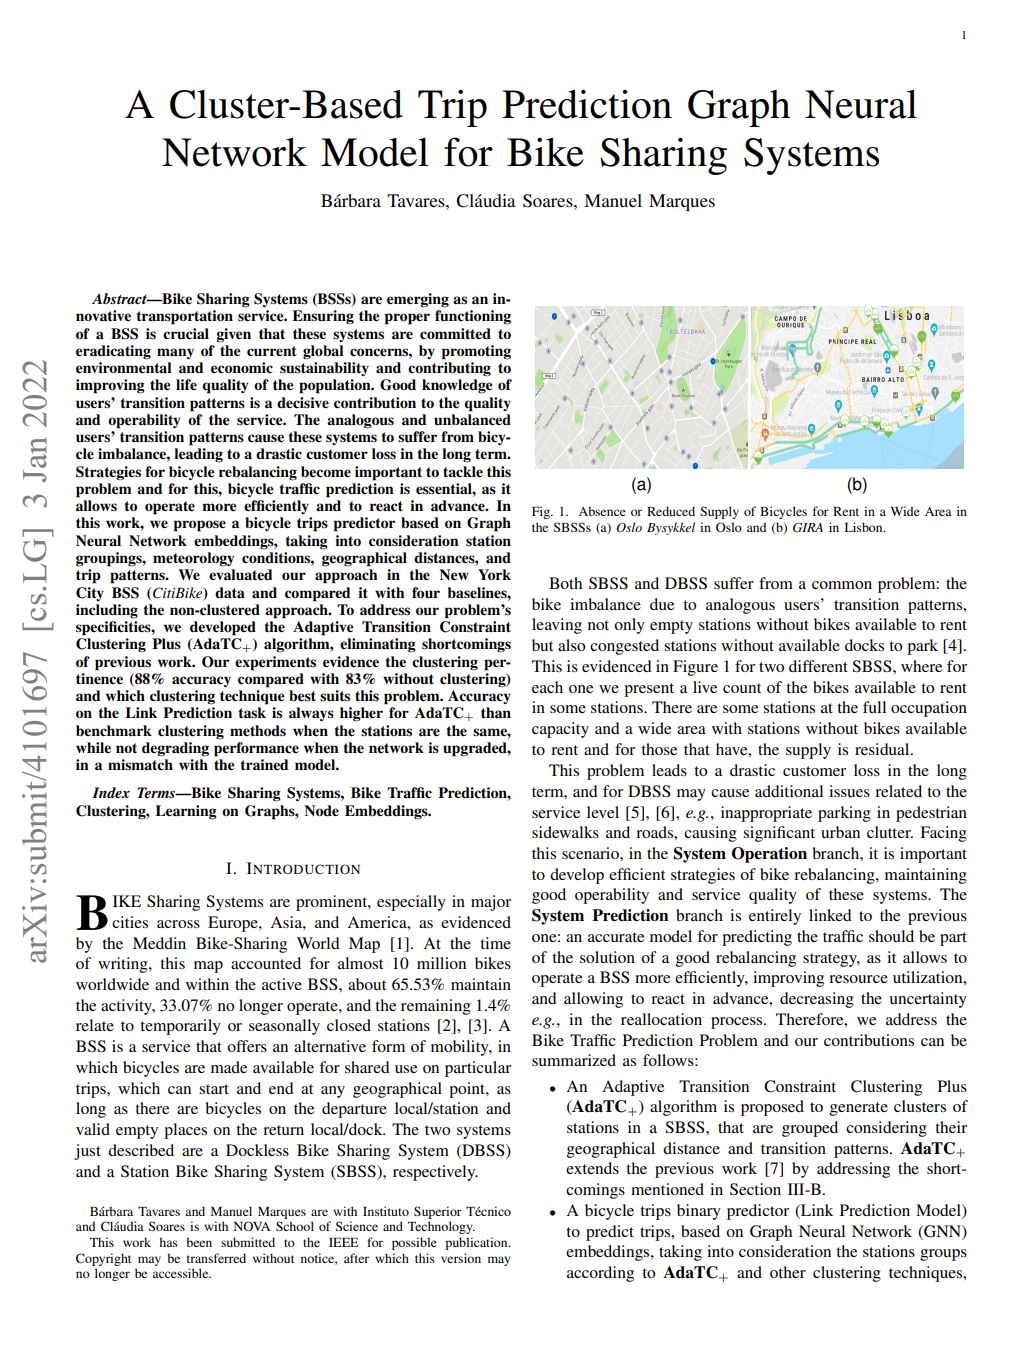 1
A Cluster-Based Trip Prediction Graph Neural
Network Model for Bike Sharing Systems
Bárbara Tavares, Cláudia Soares, Manuel Marques
arXiv:submit/4101697 [cs.LG] 3 Jan 2022
Abstract—Bike Sharing Systems (BSSs) are emerging as an in-
novative transportation service. Ensuring the proper functioning
of a BSS is crucial given that these systems are committed to
eradicating many of the current global concerns, by promoting
environmental and economic sustainability and contributing to
improving the life quality of the population. Good knowledge of
users' transition patterns is a decisive contribution to the quality
and operability of the service. The analogous and unbalanced
users' transition patterns cause these systems to suffer from bicy-
cle imbalance, leading to a drastic customer loss in the long term.
Strategies for bicycle rebalancing become important to tackle this
problem and for this, bicycle traffic prediction is essential, as it
allows to operate more efficiently and to react in advance. In
this work, we propose a bicycle trips predictor based on Graph
Neural Network embeddings, taking into consideration station
groupings, meteorology conditions, geographical distances, and
trip patterns. We evaluated our approach in the New York
City BSS (CitiBike) data and compared it with four baselines,
including the non-clustered approach. To address our problem's
specificities, we developed the Adaptive Transition Constraint
Clustering Plus (AdaTC+) algorithm, eliminating shortcomings
of previous work. Our experiments evidence the clustering per-
tinence (88% accuracy compared with 83% without clustering)
and which clustering technique best suits this problem. Accuracy
on the Link Prediction task is always higher for AdaTC+ than
benchmark clustering methods when the stations are the same,
while not degrading performance when the network is upgraded,
in a mismatch with the trained model.
Index Terms—Bike Sharing Systems, Bike Traffic Prediction,
Clustering, Learning on Graphs, Node Embeddings.
I. INTRODUCTION
BIKE Sharing Systems are prominent, especially in major
cities across Europe, Asia, and America, as evidenced
by the Meddin Bike-Sharing World Map [1]. At the time
of writing, this map accounted for almost 10 million bikes
worldwide and within the active BSS, about 65.53% maintain
the activity, 33.07% no longer operate, and the remaining 1.4%
relate to temporarily or seasonally closed stations [2], [3]. A
BSS is a service that offers an alternative form of mobility, in
which bicycles are made available for shared use on particular
trips, which can start and end at any geographical point, as
long as there are bicycles on the departure local/station and
valid empty places on the return local/dock. The two systems
just described are a Dockless Bike Sharing System (DBSS)
and a Station Bike Sharing System (SBSS), respectively.
Bárbara Tavares and Manuel Marques are with Instituto Superior Técnico
and Cláudia Soares is with NOVA School of Science and Technology.
This work has been submitted to the IEEE for possible publication.
Copyright may be transferred without notice, after which this version may
no longer be accessible.
CAMPO DE
OURIQUE
Lisboa
PRÍNCIPE REAL
BAIRRO ALTO
(a)
(b)
Fig. 1. Absence or Reduced Supply of Bicycles for Rent in a Wide Area in
the SBSSs (a) Oslo Bysykkel in Oslo and (b) GIRA in Lisbon.
Both SBSS and DBSS suffer from a common problem: the
bike imbalance due to analogous users' transition patterns,
leaving not only empty stations without bikes available to rent
but also congested stations without available docks to park [4].
This is evidenced in Figure 1 for two different SBSS, where for
each one we present a live count of the bikes available to rent
in some stations. There are some stations at the full occupation
capacity and a wide area with stations without bikes available
to rent and for those that have, the supply is residual.
This problem leads to a drastic customer loss in the long
term, and for DBSS may cause additional issues related to the
service level [5], [6], e.g., inappropriate parking in pedestrian
sidewalks and roads, causing significant urban clutter. Facing
this scenario, in the System Operation branch, it is important
to develop efficient strategies of bike rebalancing, maintaining
good operability and service quality of these systems. The
System Prediction branch is entirely linked to the previous
one: an accurate model for predicting the traffic should be part
of the solution of a good rebalancing strategy, as it allows to
operate a BSS more efficiently, improving resource utilization,
and allowing to react in advance, decreasing the uncertainty
e.g., in the reallocation process. Therefore, we address the
Bike Traffic Prediction Problem and our contributions can be
summarized as follows:
• An Adaptive Transition Constraint Clustering Plus
(AdaTC+) algorithm is proposed to generate clusters of
stations in a SBSS, that are grouped considering their
geographical distance and transition patterns. AdaTC+
extends the previous work [7] by addressing the short-
comings mentioned in Section III-B.
• A bicycle trips binary predictor (Link Prediction Model)
to predict trips, based on Graph Neural Network (GNN)
embeddings, taking into consideration the stations groups
according to AdaTC+ and other clustering techniques,